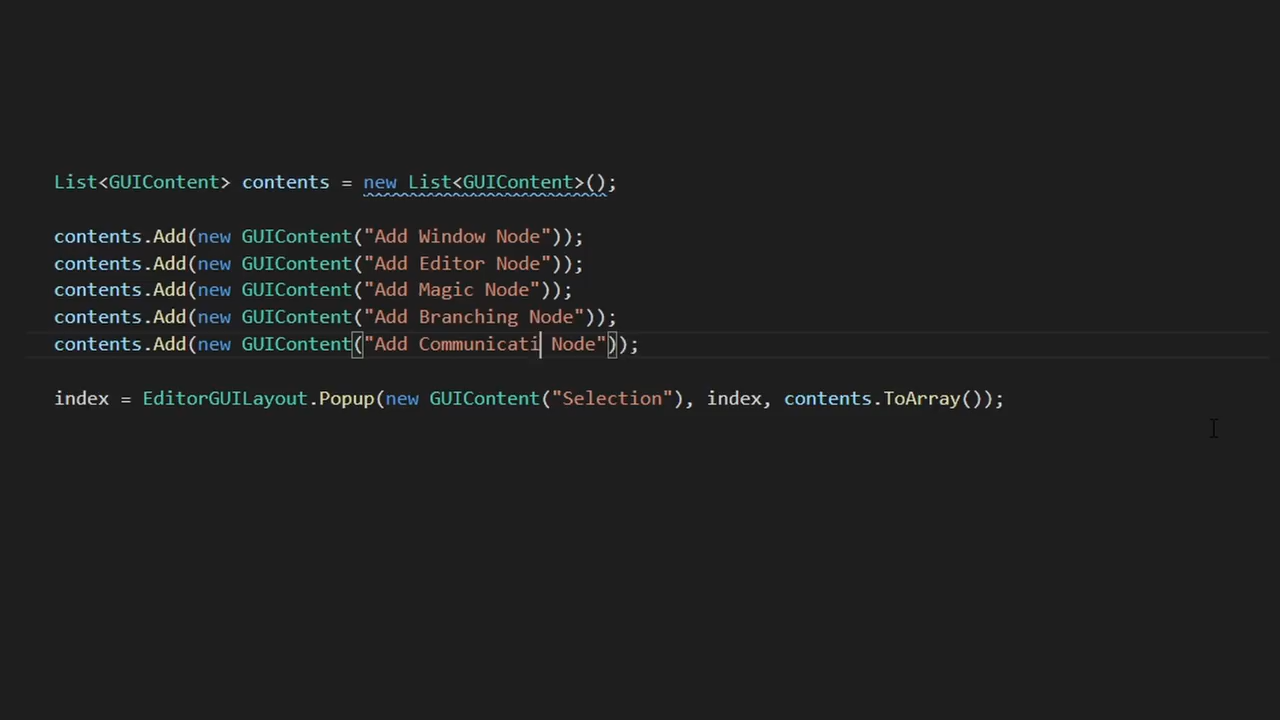 List<GUIContent> contents = new List<GUIContent>();
contents.Add(new GUIContent("Add Window Node"));
contents.Add(new GUIContent("Add Editor Node"));
contents.Add(new GUIContent("Add Magic Node"));
contents.Add(new GUIContent("Add Branching Node"));
contents.Add(new GUIContent("Add Communicati Node"));
index = EditorGUILayout.Popup(new GUIContent("Selection"), index, contents.ToArray());